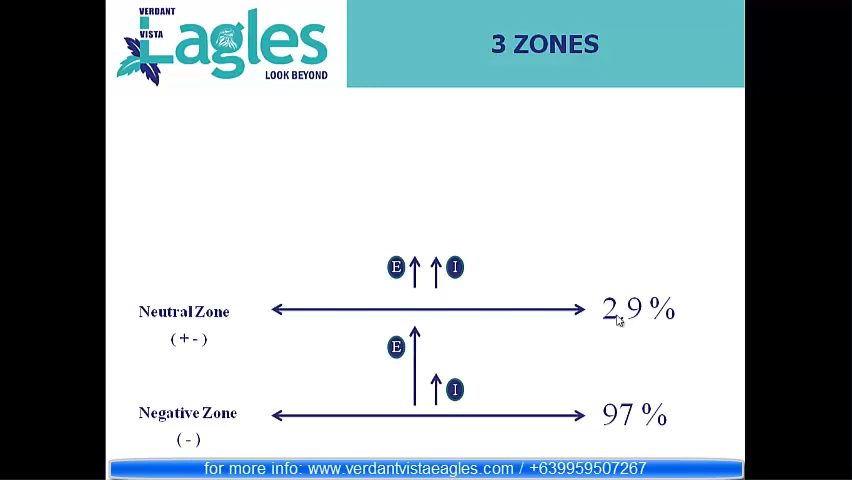 VERDANT
VISTA
Eagles
LOOK BEYOND
3 ZONES
E I
Neutral Zone
2.9 %
( + - )
E
I
Negative Zone
97 %
( - )
for more info: www.verdantvistaeagles.com / +639959507267